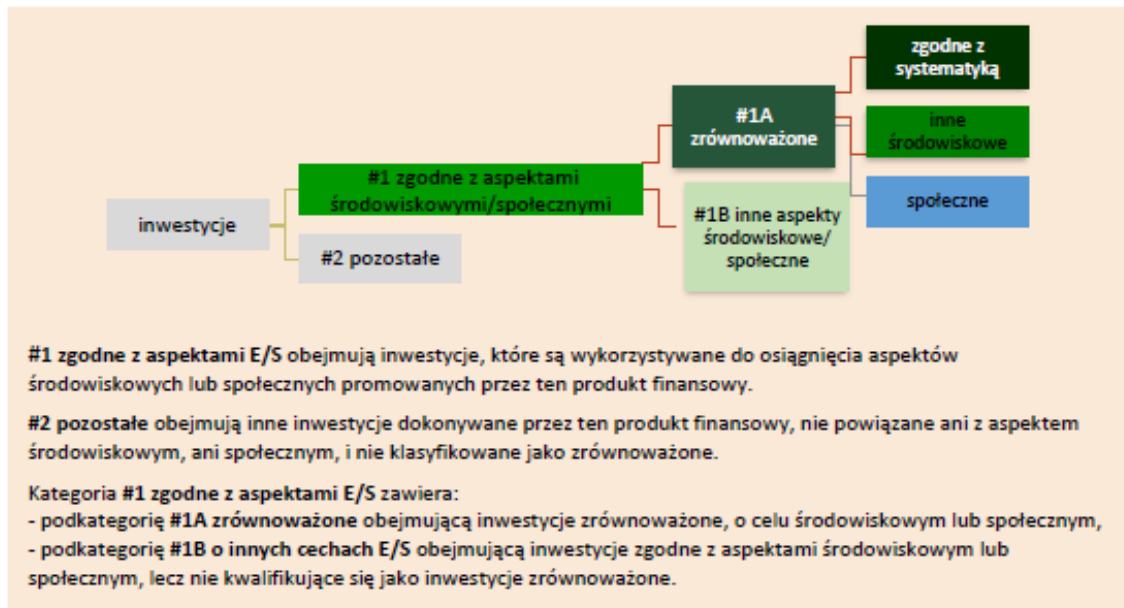 zgodne z
systematyką
#1A
zrównoważone
inne
środowiskowe
#1 zgodne z aspektami
środowiskowymi/społecznymi
społeczne
#1B inne aspekty
środowiskowe/
społeczne
inwestycje
#2 pozostałe
#1 zgodne z aspektami E/S obejmują inwestycje, które są wykorzystywane do osiągnięcia aspektów
środowiskowych lub społecznych promowanych przez ten produkt finansowy.
#2 pozostałe obejmują inne inwestycje dokonywane przez ten produkt finansowy, nie powiązane ani z aspektem
środowiskowym, ani społecznym, i nie klasyfikowane jako zrównoważone.
Kategoria #1 zgodne z aspektami E/S zawiera:
- podkategorię #1A zrównoważone obejmującą inwestycje zrównoważone, o celu środowiskowym lub społecznym,
- podkategorię #1B o innych cechach E/S obejmującą inwestycje zgodne z aspektami środowiskowym lub
społecznym, lecz nie kwalifikujące się jako inwestycje zrównoważone.